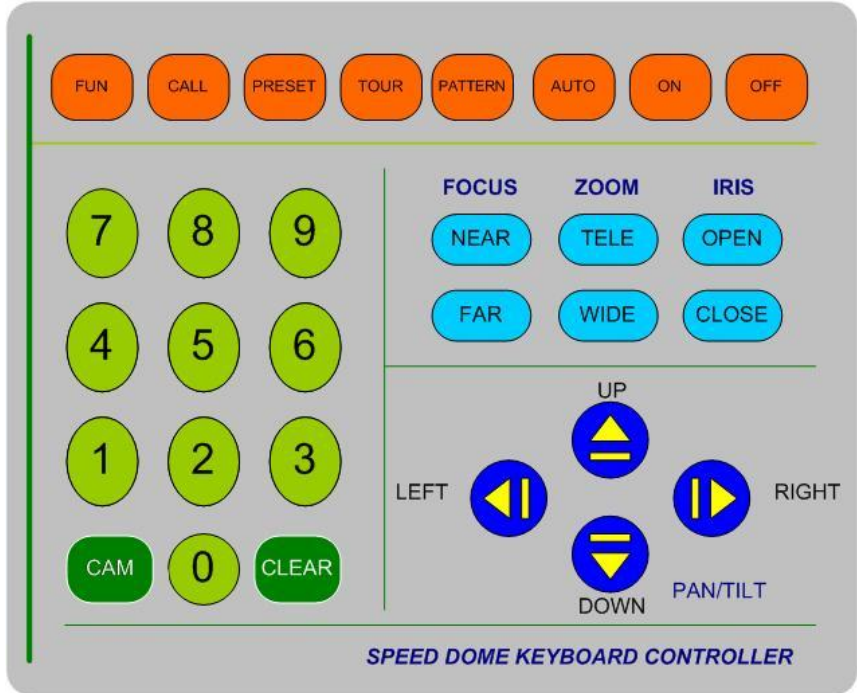 FUN CALL PRESET TOUR PATTERN AUTO ON OFF
7 8 9
4 5 6
1 2 3
CAM 0 CLEAR
FOCUS ZOOM IRIS
NEAR TELE OPEN
FAR WIDE CLOSE
UP
LEFT RIGHT
DOWN PAN/TILT
SPEED DOME KEYBOARD CONTROLLER